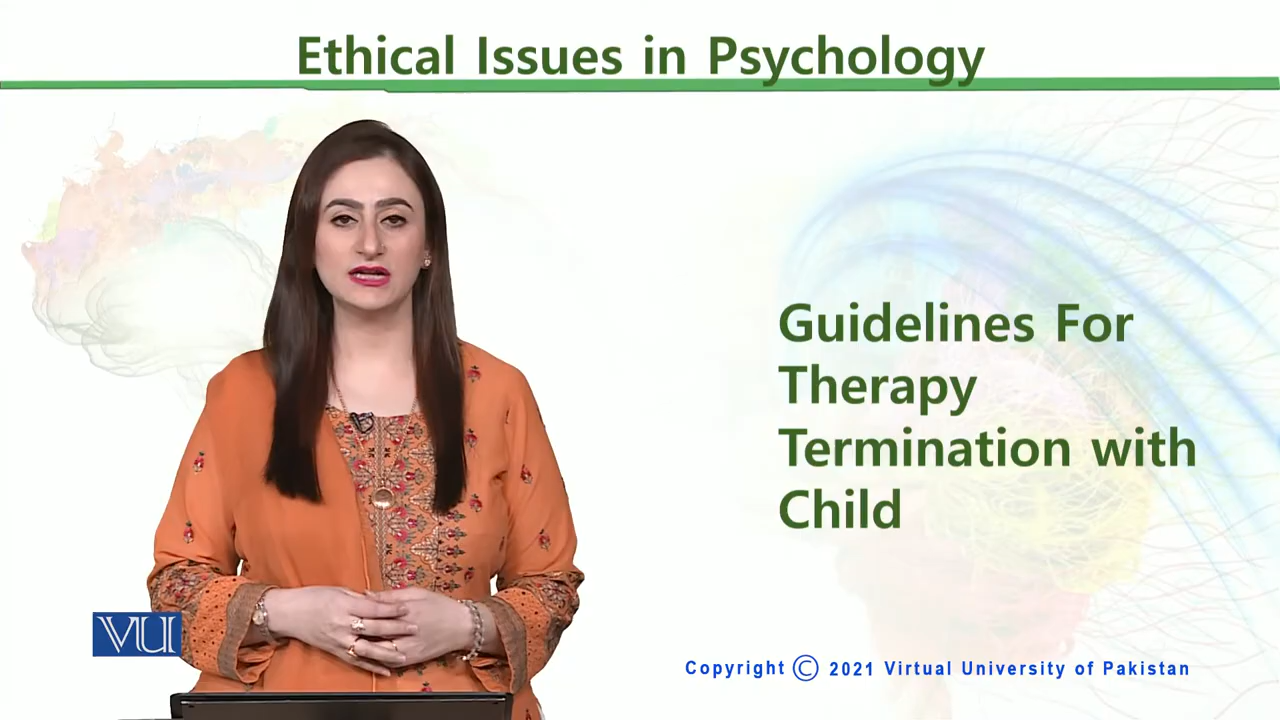 Ethical Issues in Psychology
Guidelines For
Therapy
Termination with
Child
VU
Copyright © 2021 Virtual University of Pakistan